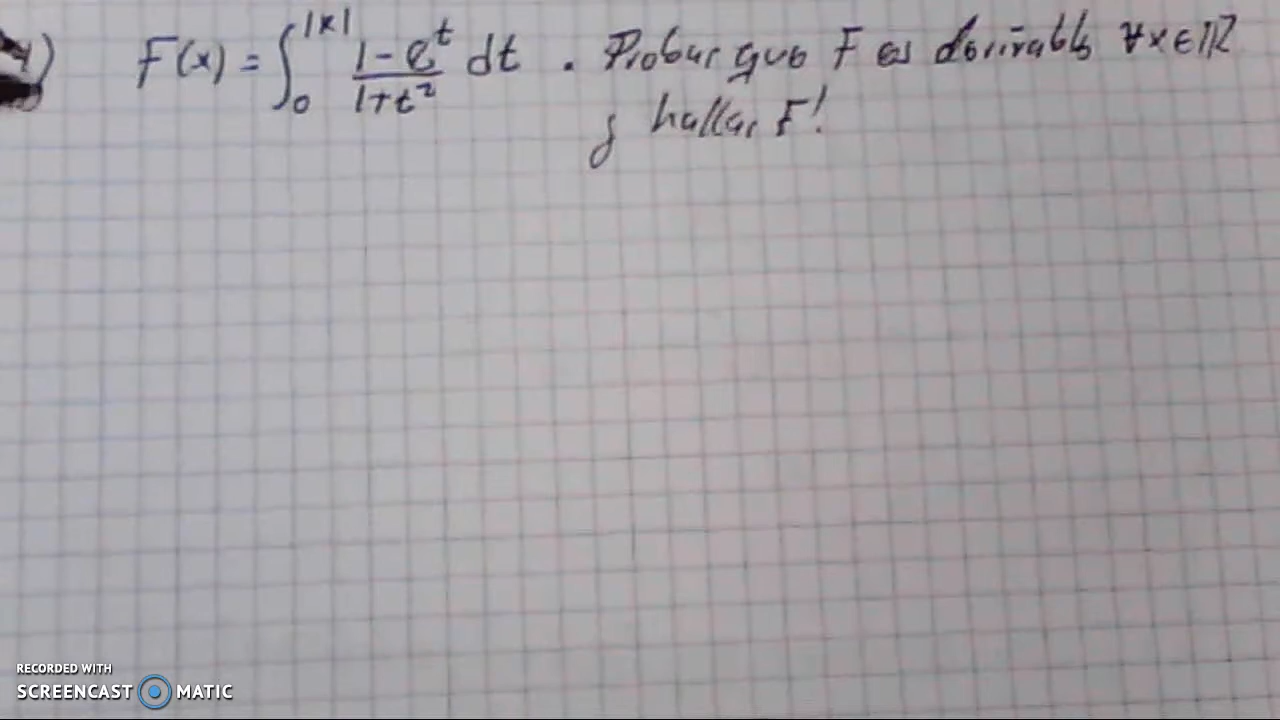 4) F(x) = ∫₀^|x| (1 - e^t)/(1+t²) dt . Probar que F es derivable ∀x∈ℝ
y hallar F'.
RECORDED WITH
SCREENCAST MATIC